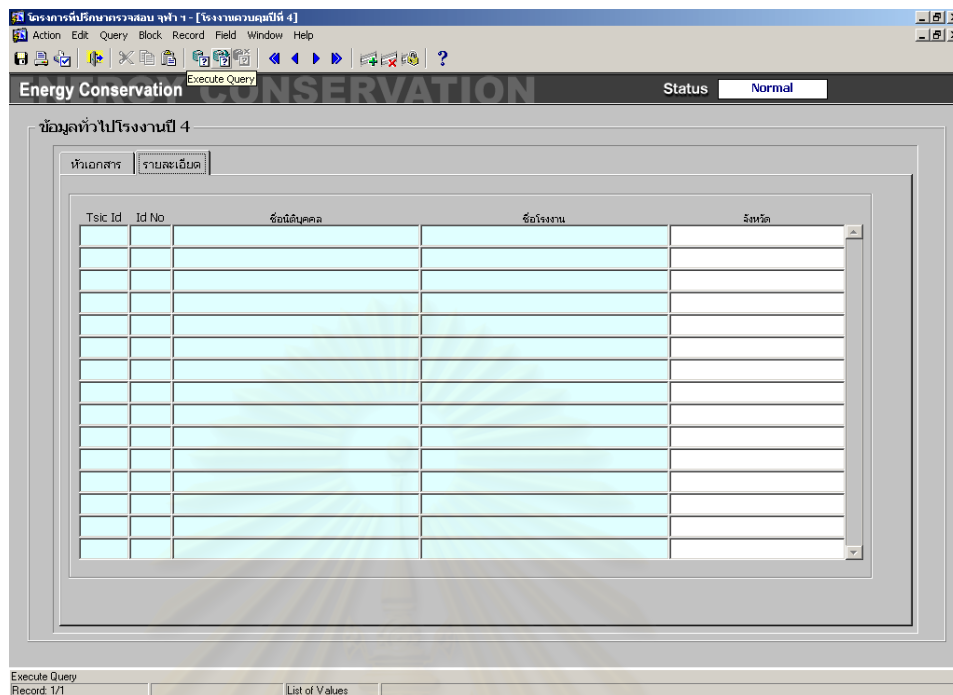 โครงการที่ปรึกษาตรวจสอบ จุฬา ฯ - [โรงงานควบคุมปีที่ 4]
Action Edit Query Block Record Field Window Help
Execute Query
ENERGY CONSERVATION
Energy Conservation Status Normal
ข้อมูลทั่วไปโรงงานปี 4
หัวเอกสาร รายละเอียด
Tsic Id Id No ชื่อนิติบุคคล ชื่อโรงงาน จังหวัด
Execute Query
Record: 1/1 List of Values